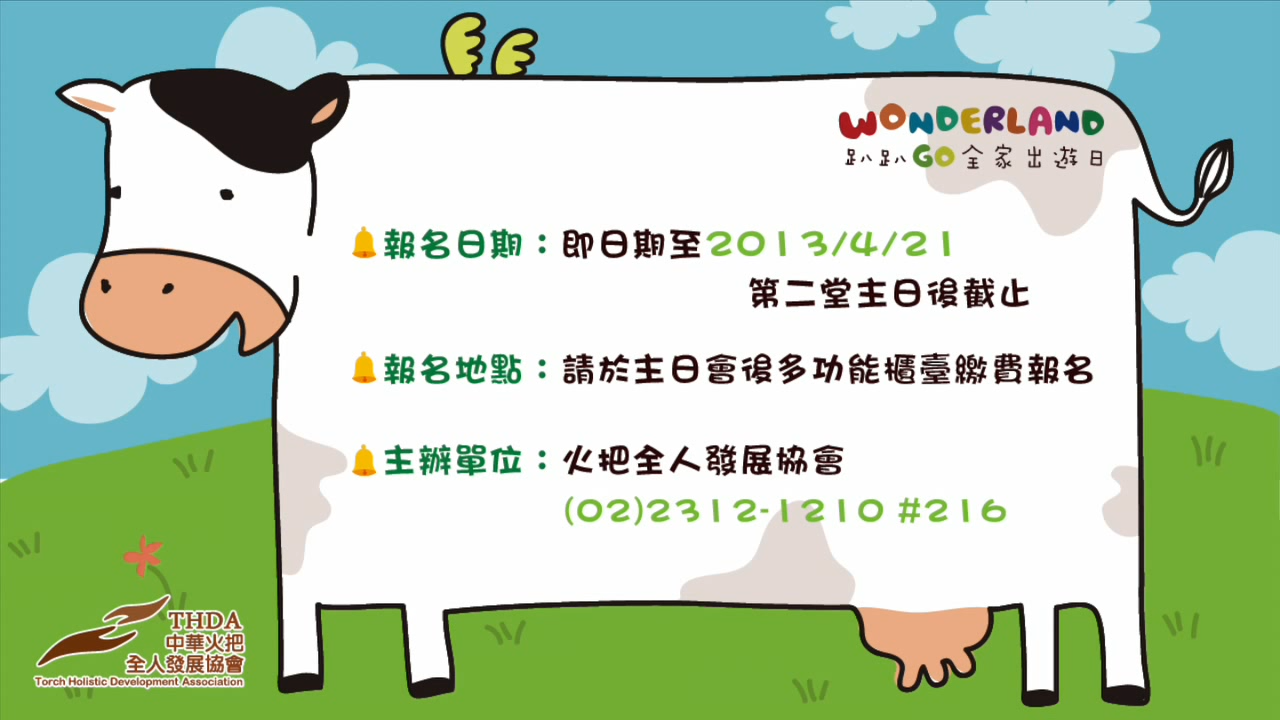 WONDERLAND
趴趴GO全家出遊日
報名日期：即日期至2013/4/21
第二堂主日後截止
報名地點：請於主日會後多功能櫃臺繳費報名
主辦單位：火把全人發展協會
(02)2312-1210 #216
THDA
中華火把
全人發展協會
Torch Holistic Development Association